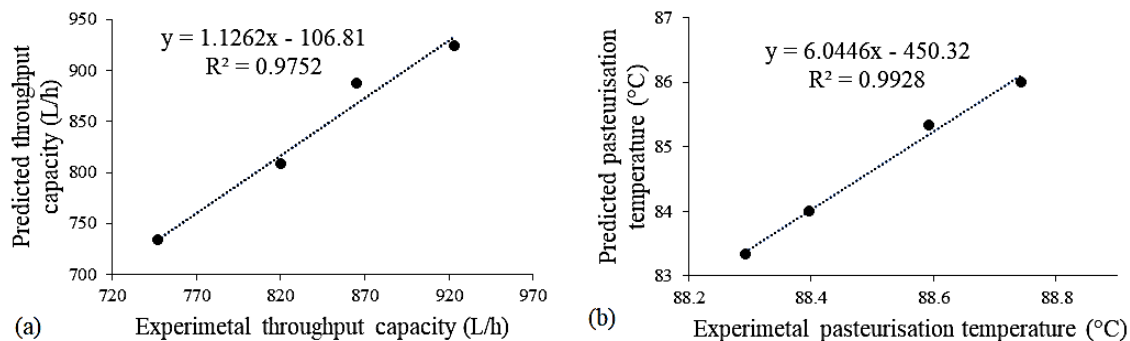 y = 1.1262x - 106.81
R² = 0.9752
Predicted throughput
capacity (L/h)
950
900
850
800
750
700
720
770
820
870
920
970
(a)
Experimetal throughput capacity (L/h)
y = 6.0446x - 450.32
R² = 0.9928
Predicted pasteurisation
temperature (°C)
87
86
85
84
83
88.2
88.4
88.6
88.8
(b)
Experimental pasteurisation temperature (°C)